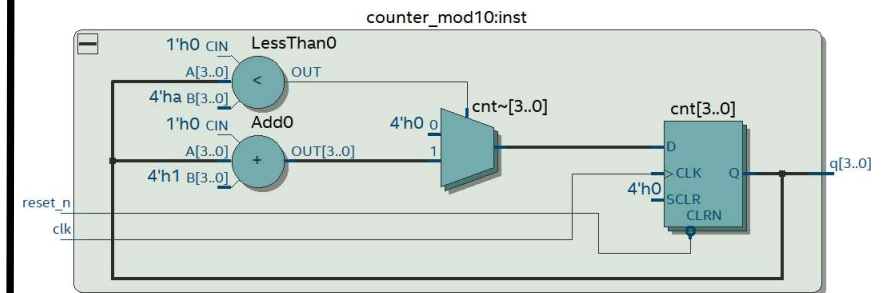 counter_mod10:inst
1'h0 CIN LessThan0
A[3..0] < OUT
4'ha B[3..0]
cnt~[3..0] cnt[3..0]
1'h0 CIN Add0
4'h0 0
A[3..0] + OUT[3..0] 1
D
4'h1 B[3..0]
CLK Q q[3..0]
4'h0 SCLR
reset_n
CLRN
clk